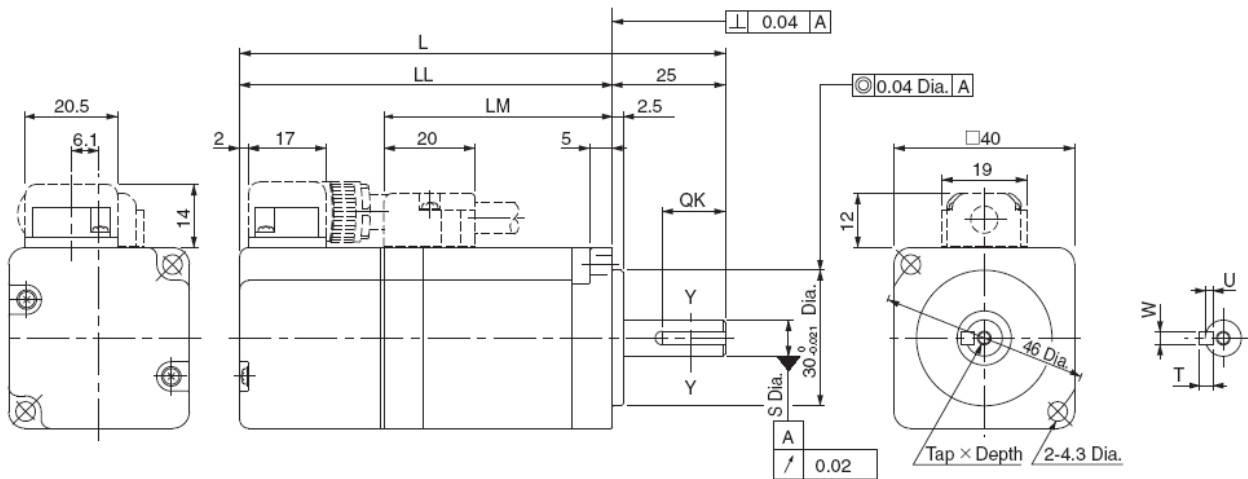 ⊥ 0.04 A
L
LL
25
◎ 0.04 Dia. A
20.5
LM
2.5
6.1
2
17
20
5
□40
19
14
QK
12
Y
U
W
30 0 -0.021 Dia.
46 Dia.
T
Y
S Dia.
A
↗ 0.02
Tap × Depth
2-4.3 Dia.